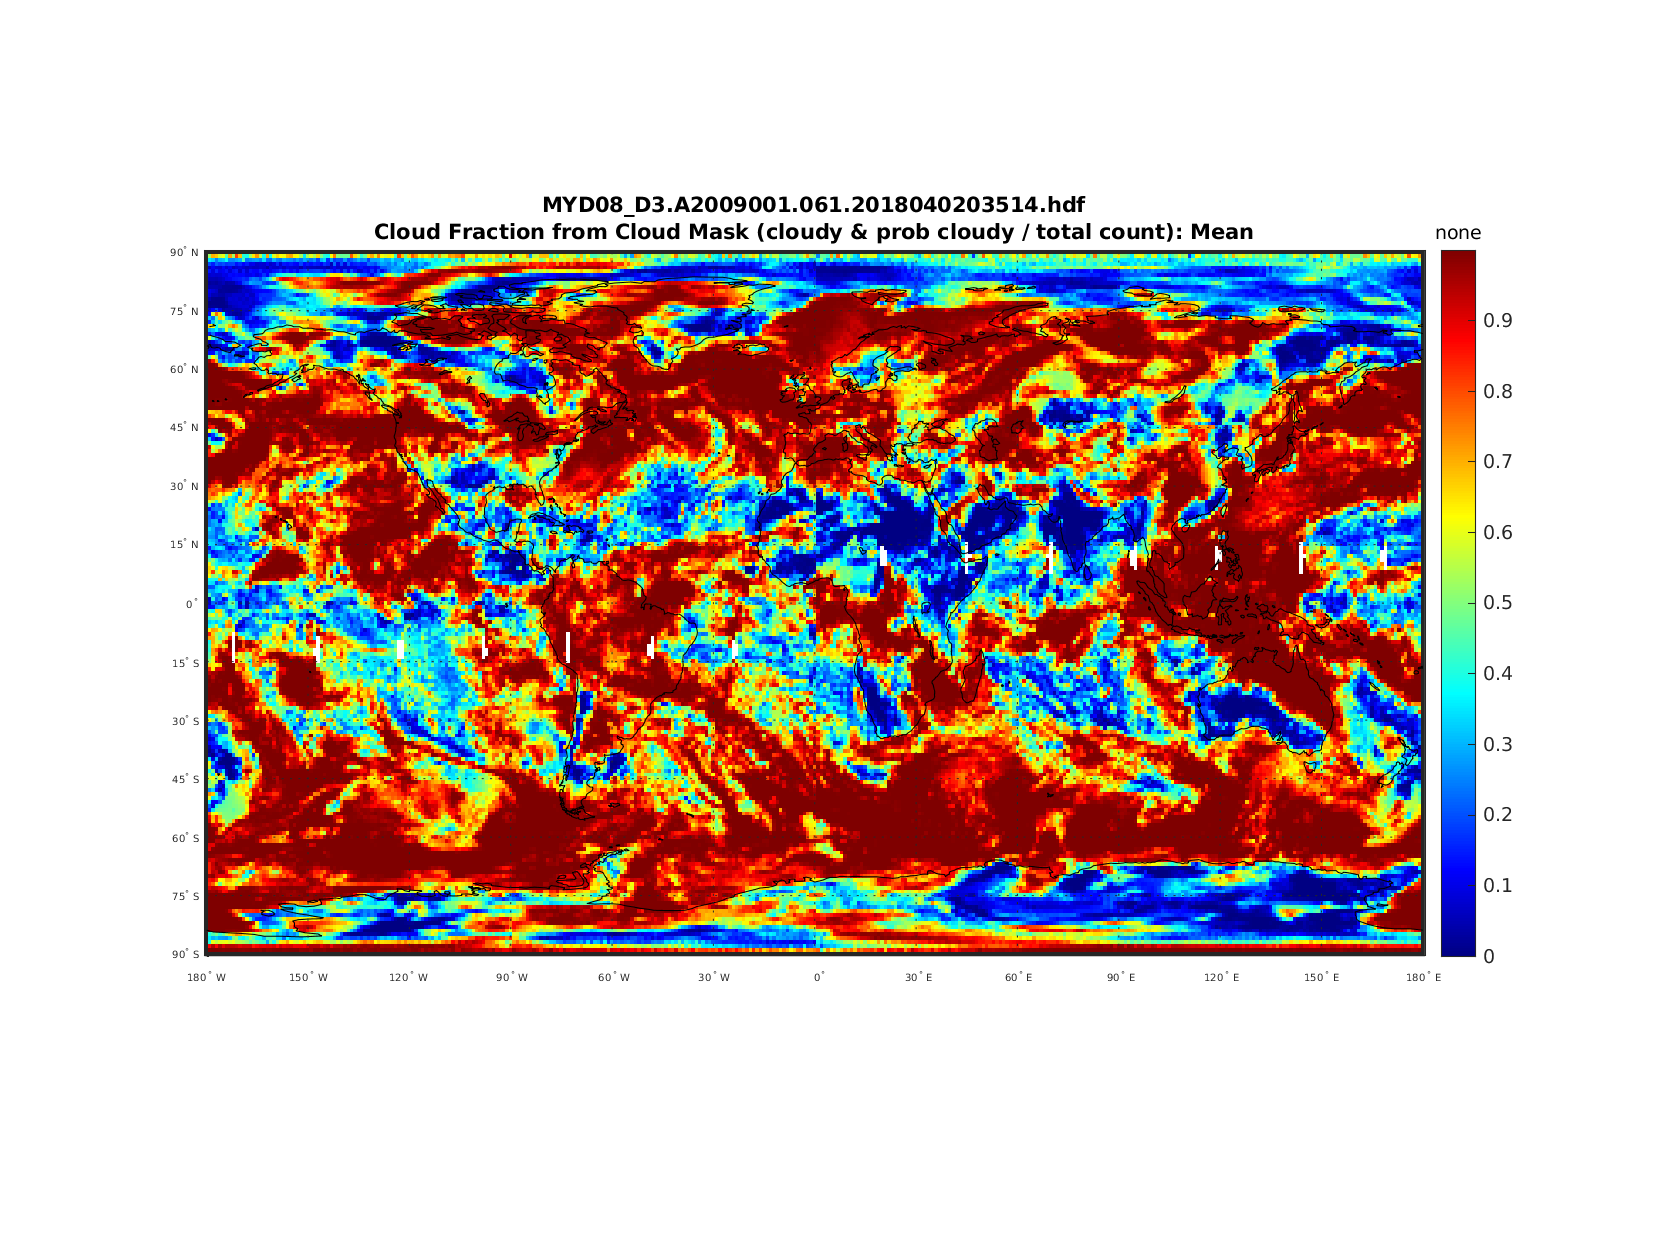 MYD08_D3.A2009001.061.2018040203514.hdf
Cloud Fraction from Cloud Mask (cloudy & prob cloudy / total count): Mean
none
90° N
75° N
60° N
45° N
30° N
15° N
0°
15° S
30° S
45° S
60° S
75° S
90° S
180° W
150° W
120° W
90° W
60° W
30° W
0°
30° E
60° E
90° E
120° E
150° E
180° E
0.9
0.8
0.7
0.6
0.5
0.4
0.3
0.2
0.1
0